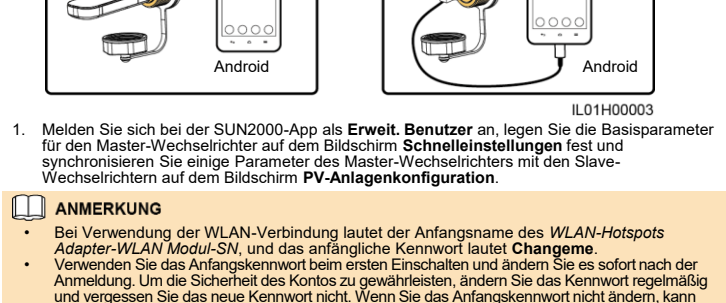 Android
Android
IL01H00003
1. Melden Sie sich bei der SUN2000-App als Erweit. Benutzer an, legen Sie die Basisparameter
für den Master-Wechselrichter auf dem Bildschirm Schnelleinstellungen fest und
synchronisieren Sie einige Parameter des Master-Wechselrichters mit den Slave-
Wechselrichtern auf dem Bildschirm PV-Anlagenkonfiguration.
ANMERKUNG
• Bei Verwendung der WLAN-Verbindung lautet der Anfangsname des WLAN-Hotspots
Adapter-WLAN Modul-SN, und das anfängliche Kennwort lautet Changeme.
• Verwenden Sie das Anfangskennwort beim ersten Einschalten und ändern Sie es sofort nach der
Anmeldung. Um die Sicherheit des Kontos zu gewährleisten, ändern Sie das Kennwort regelmäßig
und vergessen Sie das neue Kennwort nicht. Wenn Sie das Anfangskennwort nicht ändern, kann